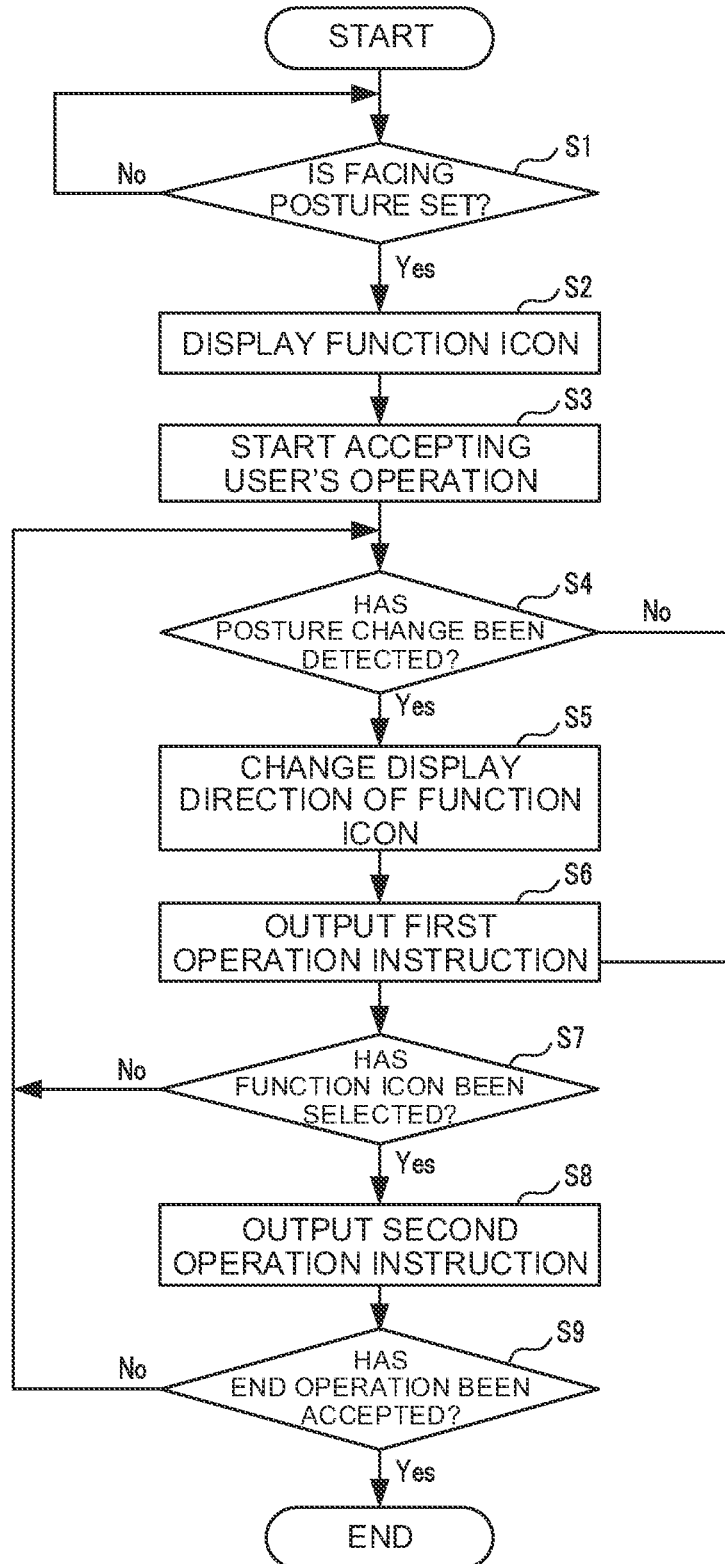 START
S1
No
IS FACING
POSTURE SET?
Yes
S2
DISPLAY FUNCTION ICON
S3
START ACCEPTING
USER'S OPERATION
S4
HAS
POSTURE CHANGE BEEN
DETECTED?
No
Yes
S5
CHANGE DISPLAY
DIRECTION OF FUNCTION
ICON
S6
OUTPUT FIRST
OPERATION INSTRUCTION
S7
No
HAS
FUNCTION ICON BEEN
SELECTED?
Yes
S8
OUTPUT SECOND
OPERATION INSTRUCTION
S9
No
HAS
END OPERATION BEEN
ACCEPTED?
Yes
END